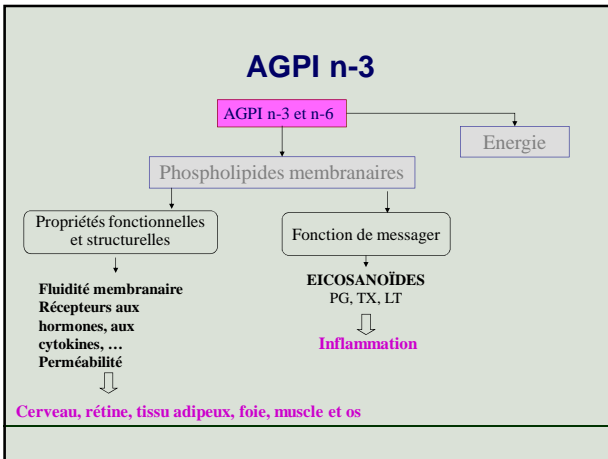 AGPI n-3
AGPI n-3 et n-6
Energie
Phospholipides membranaires
Propriétés fonctionnelles
et structurelles
Fonction de messager
Fluidité membranaire
Récepteurs aux
hormones, aux
cytokines, …
Perméabilité
EICOSANOÏDES
PG, TX, LT
Inflammation
Cerveau, rétine, tissu adipeux, foie, muscle et os